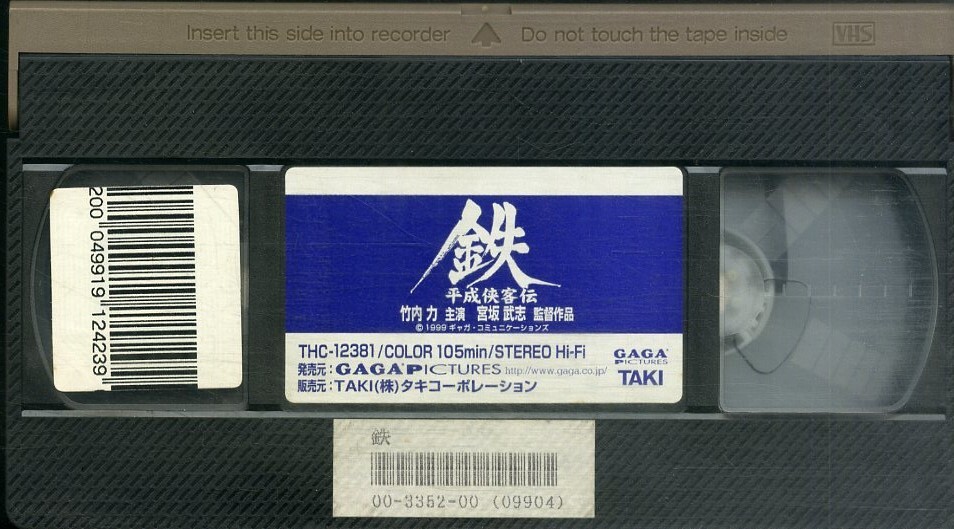 Insert this side into recorder Do not touch the tape inside VHS
200 049919 124239
鉄
平成侠客伝
竹内 力 主演 宮坂 武志 監督作品
©1999 ギャガ・コミュニケーションズ
THC-12381/COLOR 105min/STEREO Hi-Fi
発売元:GAGA PICTURES http://www.gaga.co.jp/
販売元:TAKI(株)タキコーポレーション
GAGA
PICTURES
TAKI
鉄
00-3352-00 (09904)